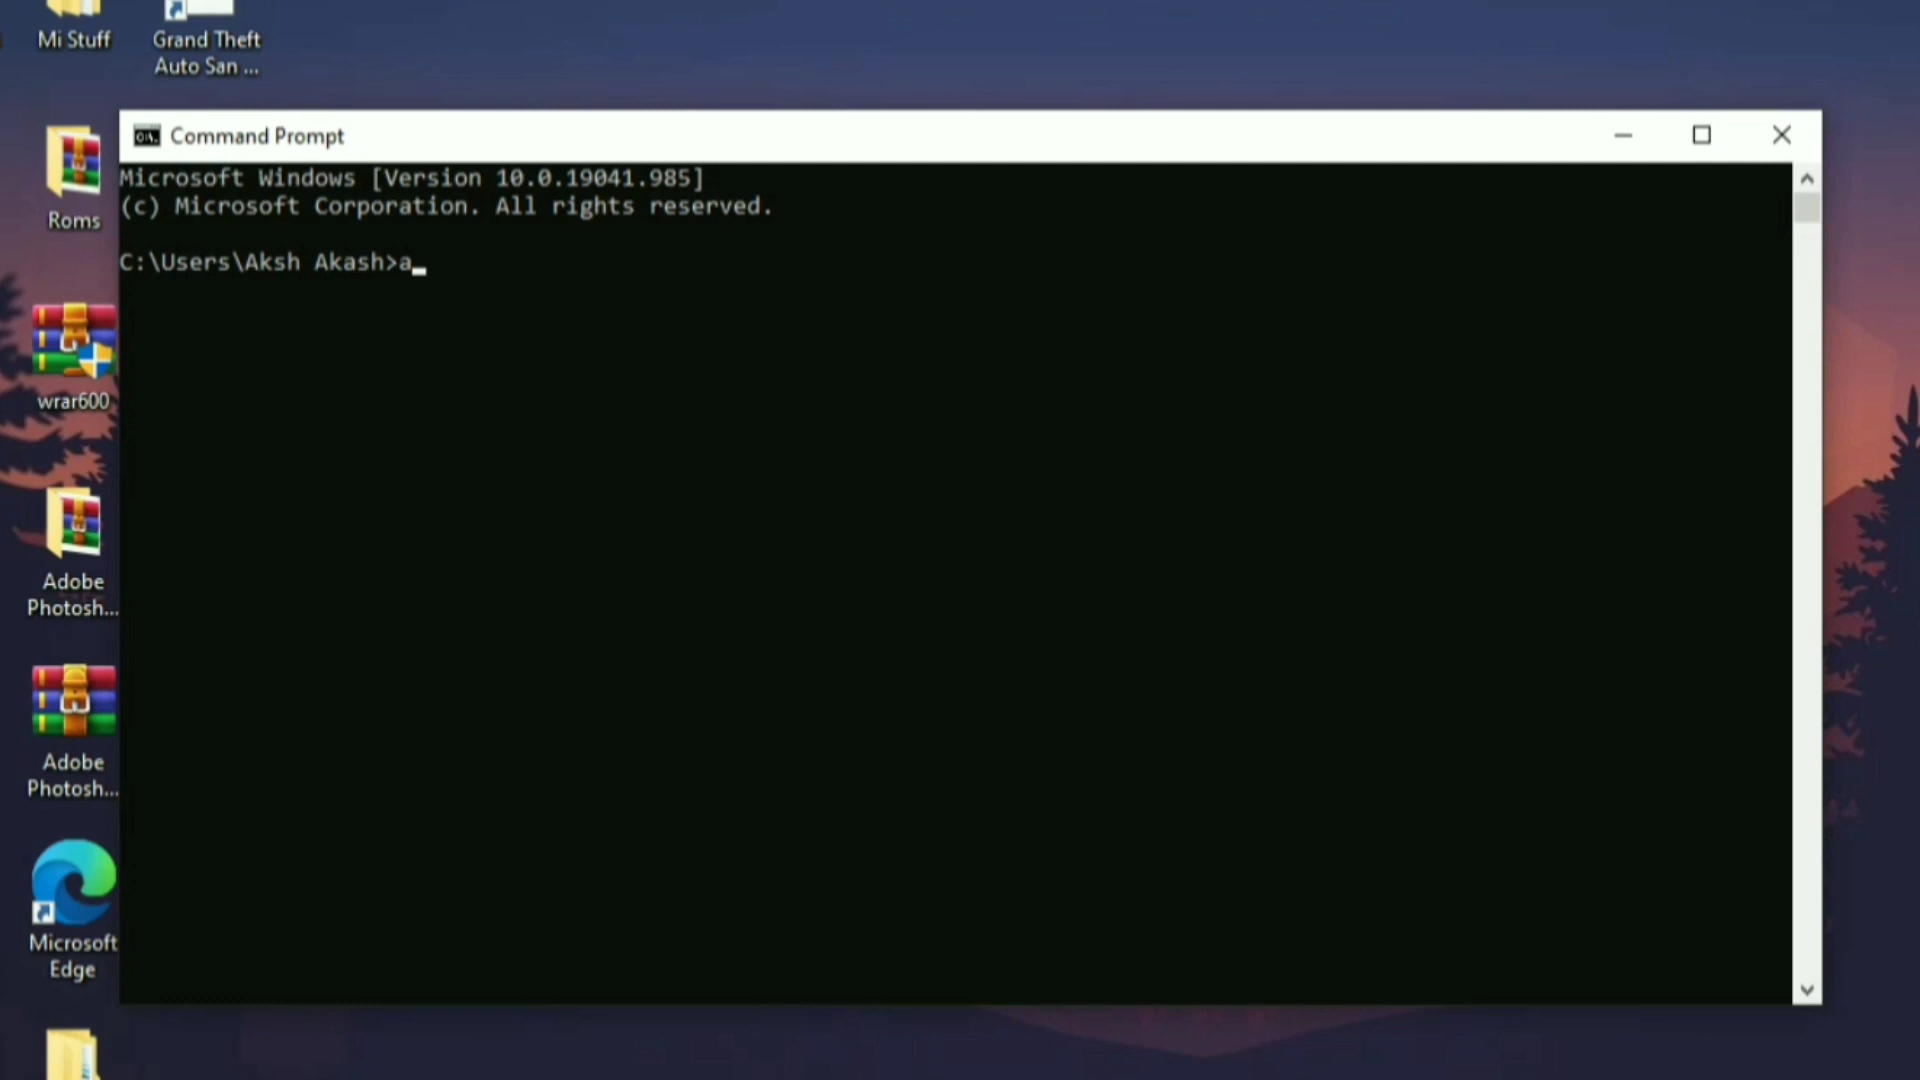 Mi Stuff
Grand Theft
Auto San ...
Command Prompt
Microsoft Windows [Version 10.0.19041.985]
(c) Microsoft Corporation. All rights reserved.
C:\Users\Aksh Akash>a
Roms
wrar600
Adobe
Photosh...
Adobe
Photosh...
Microsoft
Edge